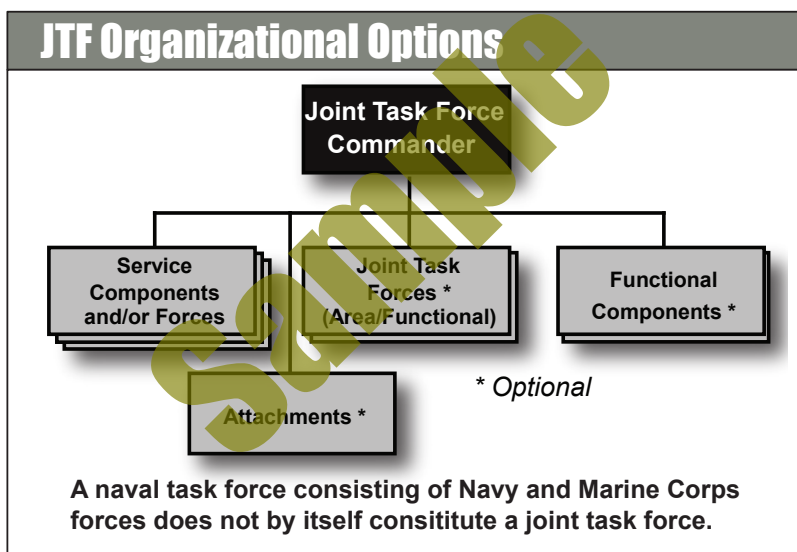 JTF Organizational Options
Joint Task Force
Commander
Service
Components
and/or Forces
Joint Task
Forces *
(Area/Functional)
Functional
Components *
Attachments *
* Optional
A naval task force consisting of Navy and Marine Corps
forces does not by itself consititute a joint task force.
Sample